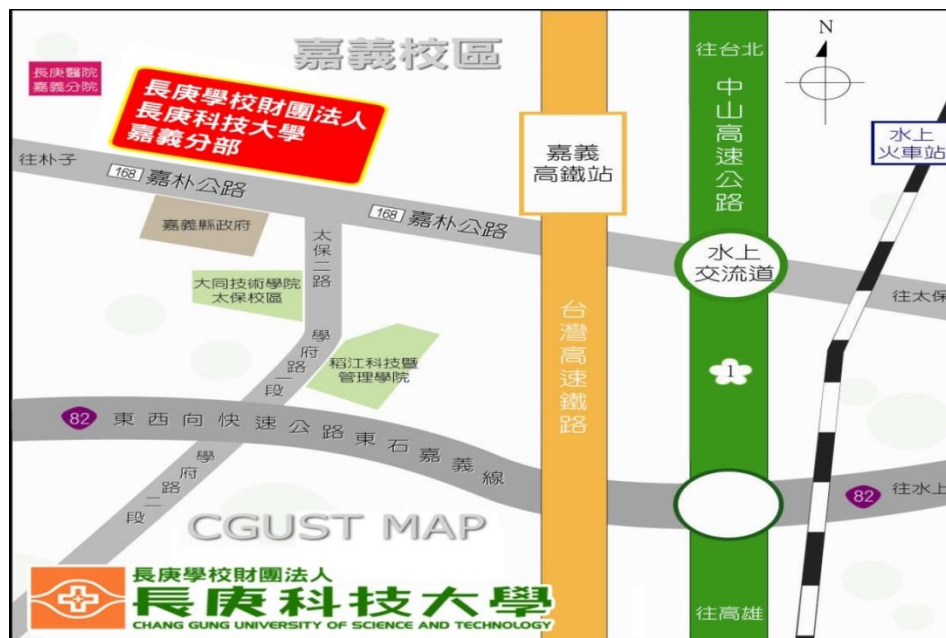 嘉義校區
往台北
N
長庚醫院
嘉義分院
長庚學校財團法人
長庚科技大學
嘉義分部
中山高速公路
水上
火車站
嘉義
高鐵站
往朴子
168 嘉朴公路
168 嘉朴公路
嘉義縣政府
太保二路
水上
交流道
大同技術學院
太保校區
往太保
台灣高速鐵路
學府路一段
稻江科技暨
管理學院
1
82 東西向快速公路東石嘉義線
學府路二段
82 往水上
CGUST MAP
長庚學校財團法人
長庚科技大學
CHANG GUNG UNIVERSITY OF SCIENCE AND TECHNOLOGY
往高雄